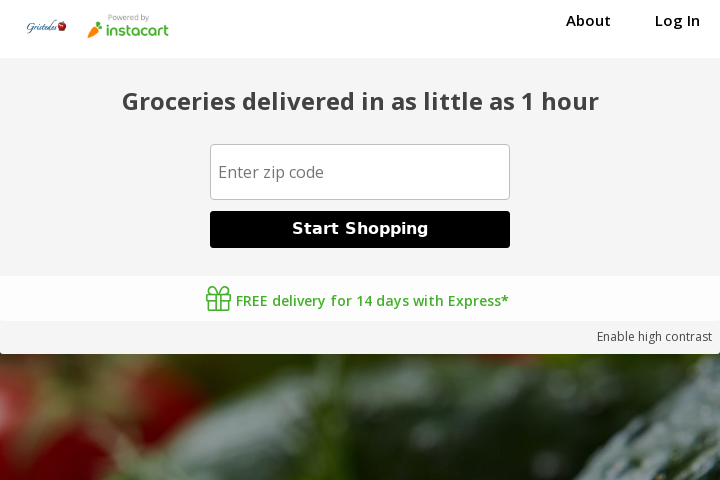 Gristedes
Powered by
instacart
About
Log In
Groceries delivered in as little as 1 hour
Enter zip code
Start Shopping
FREE delivery for 14 days with Express*
Enable high contrast